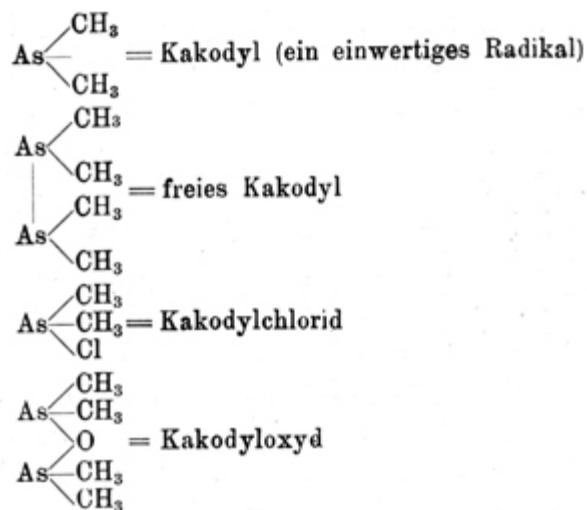 CH₃
As = Kakodyl (ein einwertiges Radikal)
CH₃
CH₃
As
CH₃
= freies Kakodyl
CH₃
As
CH₃
CH₃
As CH₃ = Kakodylchlorid
Cl
CH₃
As CH₃
O = Kakodyloxyd
As CH₃
CH₃